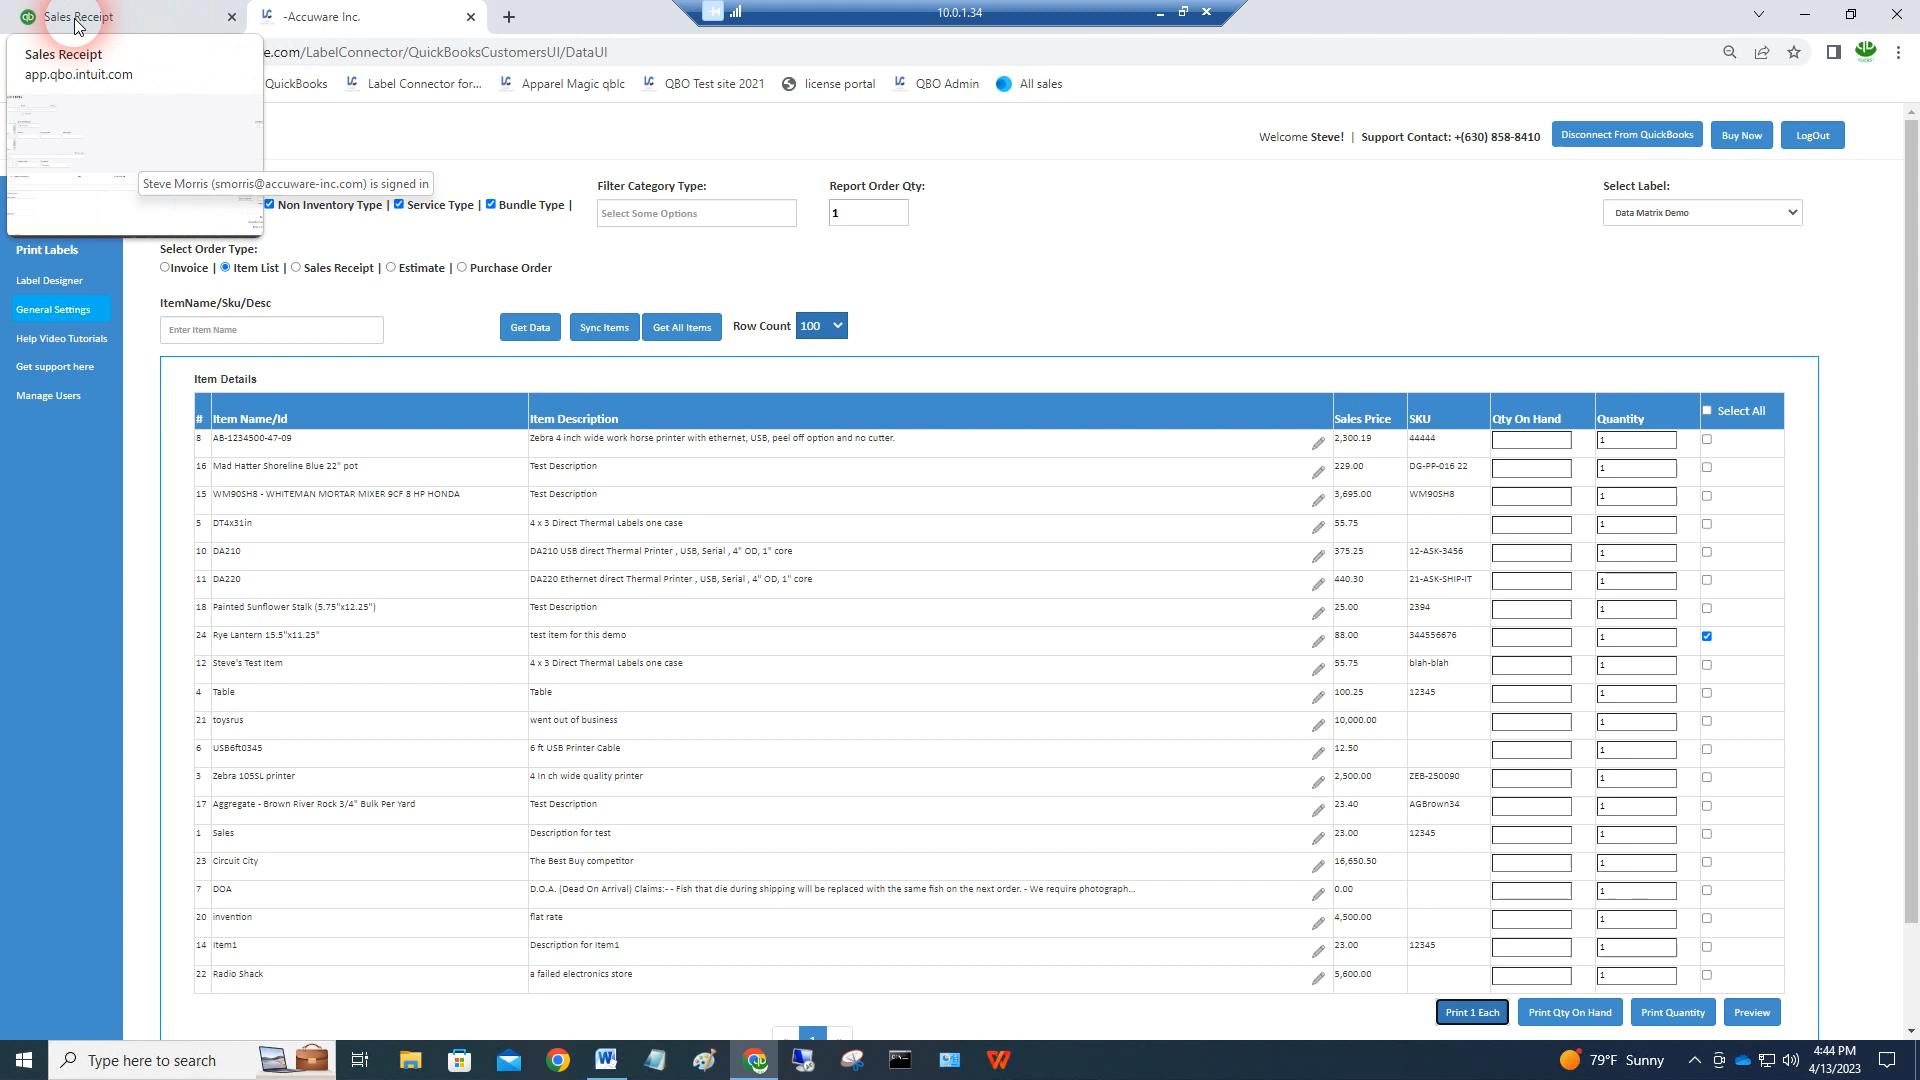 Sales Receipt
-Accuware Inc.
10.0.1.34
Sales Receipt
app.qbo.intuit.com
e.com/LabelConnector/QuickBooksCustomersUI/DataUI
QuickBooks
Label Connector for...
Apparel Magic qblc
QBO Test site 2021
license portal
QBO Admin
All sales
Welcome Steve! | Support Contact: +(630) 858-8410
Disconnect From QuickBooks
Buy Now
LogOut
Steve Morris (smorris@accuware-inc.com) is signed in
Non Inventory Type | Service Type | Bundle Type |
Filter Category Type:
Select Some Options
Report Order Qty:
1
Select Label:
Data Matrix Demo
Print Labels
Label Designer
General Settings
Help Video Tutorials
Get support here
Manage Users
Select Order Type:
Invoice | Item List | Sales Receipt | Estimate | Purchase Order
ItemName/Sku/Desc
Enter Item Name
Get Data
Sync Items
Get All Items
Row Count 100
Item Details
# Item Name/Id Item Description Sales Price SKU Qty On Hand Quantity Select All
8 AB-1234500-47-09 Zebra 4 inch wide work horse printer with ethernet, USB, peel off option and no cutter. 2,300.19 44444 1
16 Mad Hatter Shoreline Blue 22" pot Test Description 229.00 DG-PP-016 22 1
15 WM90SH8 - WHITEMAN MORTAR MIXER 9CF 8 HP HONDA Test Description 3,695.00 WM90SH8 1
5 DT4x31in 4 x 3 Direct Thermal Labels one case 55.75 1
10 DA210 DA210 USB direct Thermal Printer , USB, Serial , 4" OD, 1" core 375.25 12-ASK-3456 1
11 DA220 DA220 Ethernet direct Thermal Printer , USB, Serial , 4" OD, 1" core 440.30 21-ASK-SHIP-IT 1
18 Painted Sunflower Stalk (5.75"x12.25") Test Description 25.00 2394 1
24 Rye Lantern 15.5"x11.25" test item for this demo 88.00 344556676 1
12 Steve's Test Item 4 x 3 Direct Thermal Labels one case 55.75 blah-blah 1
4 Table Table 100.25 12345 1
21 toysrus went out of business 10,000.00 1
6 USB6ft0345 6 ft USB Printer Cable 12.50 1
3 Zebra 105SL printer 4 In ch wide quality printer 2,500.00 ZEB-250090 1
17 Aggregate - Brown River Rock 3/4" Bulk Per Yard Test Description 23.40 AGBrown34 1
1 Sales Description for test 23.00 12345 1
23 Circuit City The Best Buy competitor 16,650.50 1
7 DOA D.O.A. (Dead On Arrival) Claims:- - Fish that die during shipping will be replaced with the same fish on the next order. - We require photograph... 0.00 1
20 invention flat rate 4,500.00 1
14 Item1 Description for Item1 23.00 12345 1
22 Radio Shack a failed electronics store 5,600.00 1
Print 1 Each
Print Qty On Hand
Print Quantity
Preview
Type here to search
79°F Sunny
4:44 PM
4/13/2023